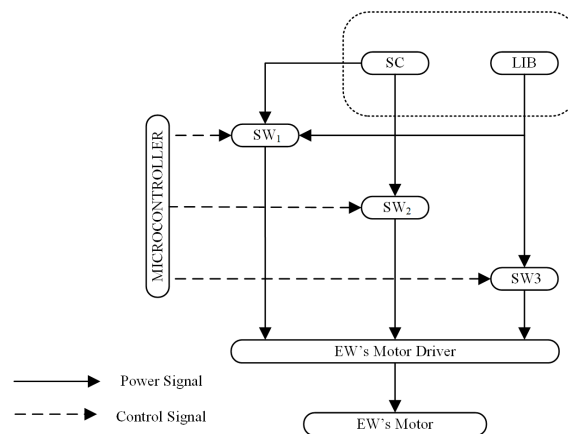 SC
LIB
SW₁
MICROCONTROLLER
SW₂
SW3
EW's Motor Driver
Power Signal
Control Signal
EW's Motor